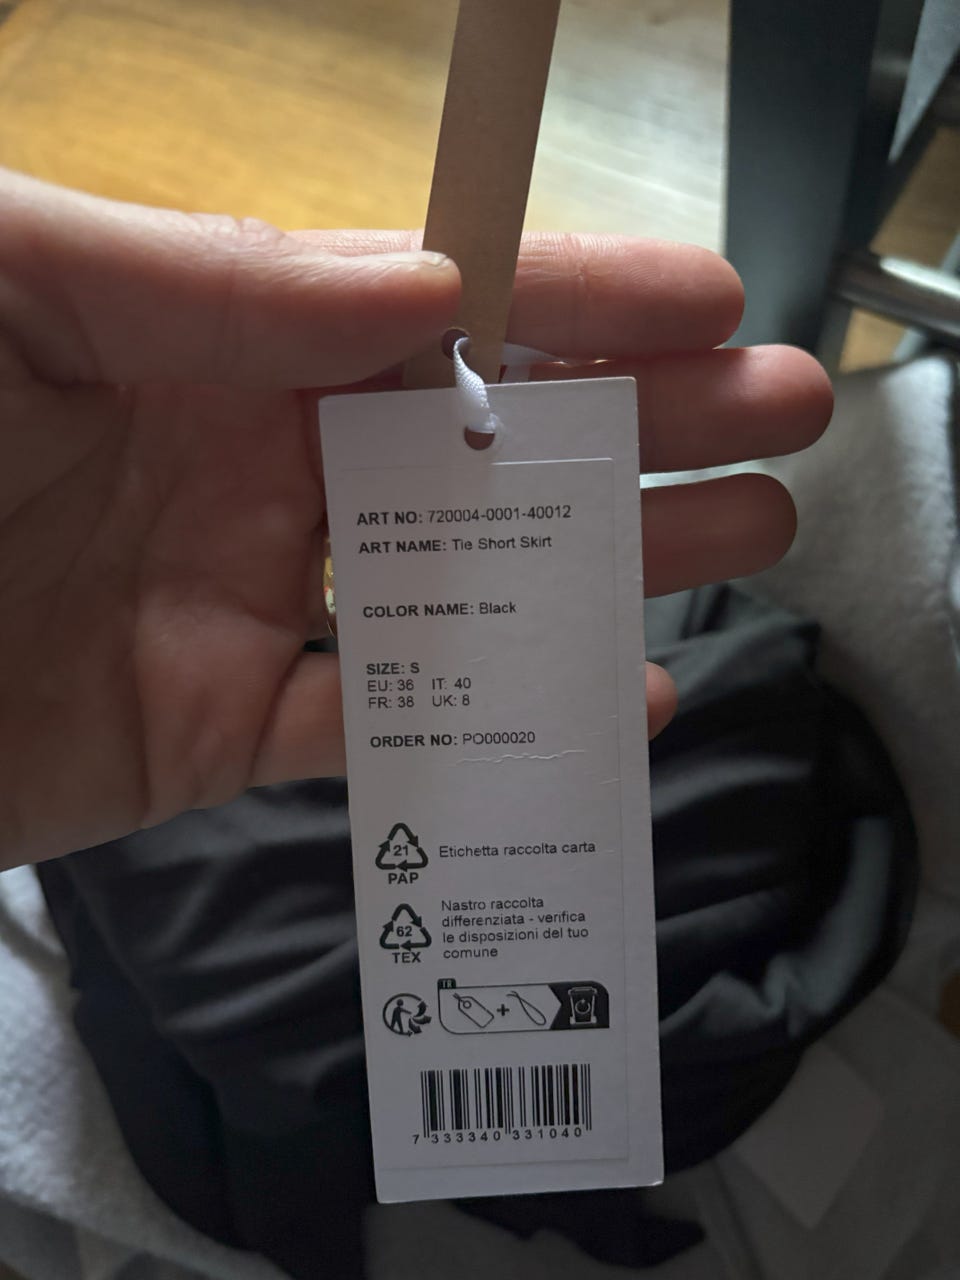 ART NO: 720004-0001-40012
ART NAME: Tie Short Skirt
COLOR NAME: Black
SIZE: S
EU: 36 IT: 40
FR: 38 UK: 8
ORDER NO: PO000020
21
PAP
Etichetta raccolta carta
62
TEX
Nastro raccolta
differenziata - verifica
le disposizioni del tuo
comune
FR
+
7 333340 331040